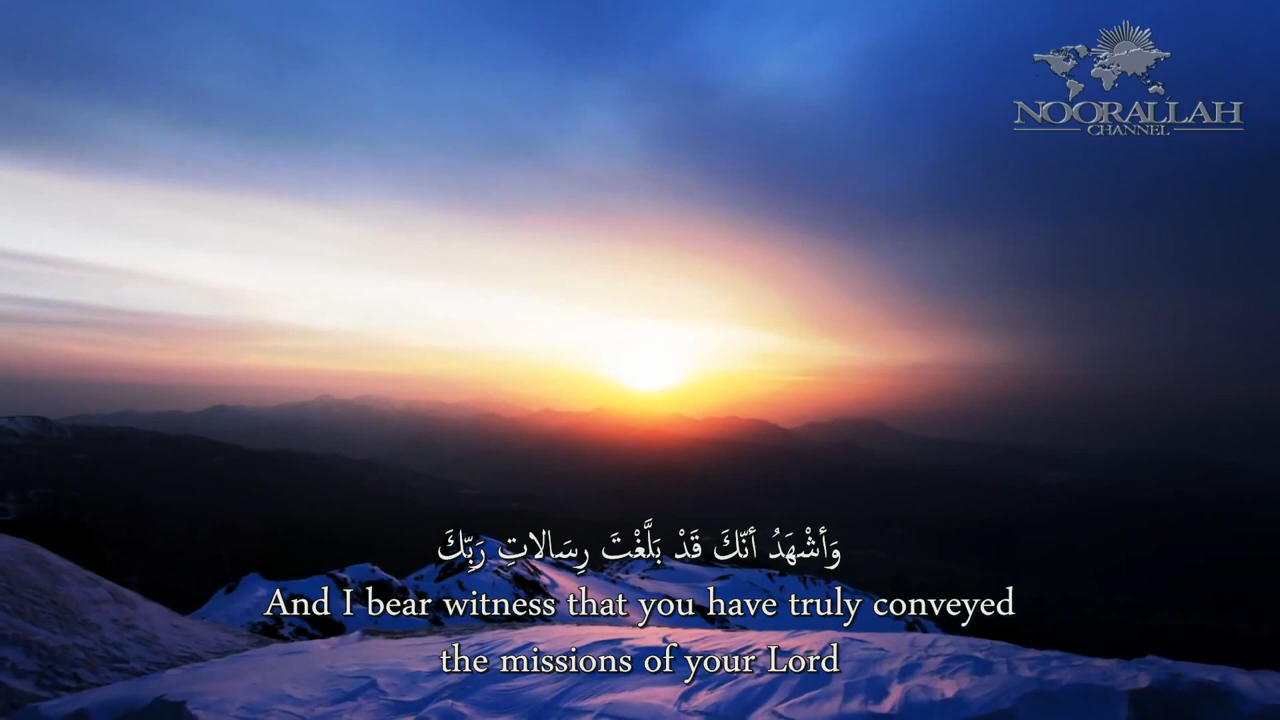 NOORALLAH
CHANNEL
وَأَشْهَدُ أَنَّكَ قَدْ بَلَّغْتَ رِسَالاتِ رَبِّكَ
And I bear witness that you have truly conveyed
the missions of your Lord